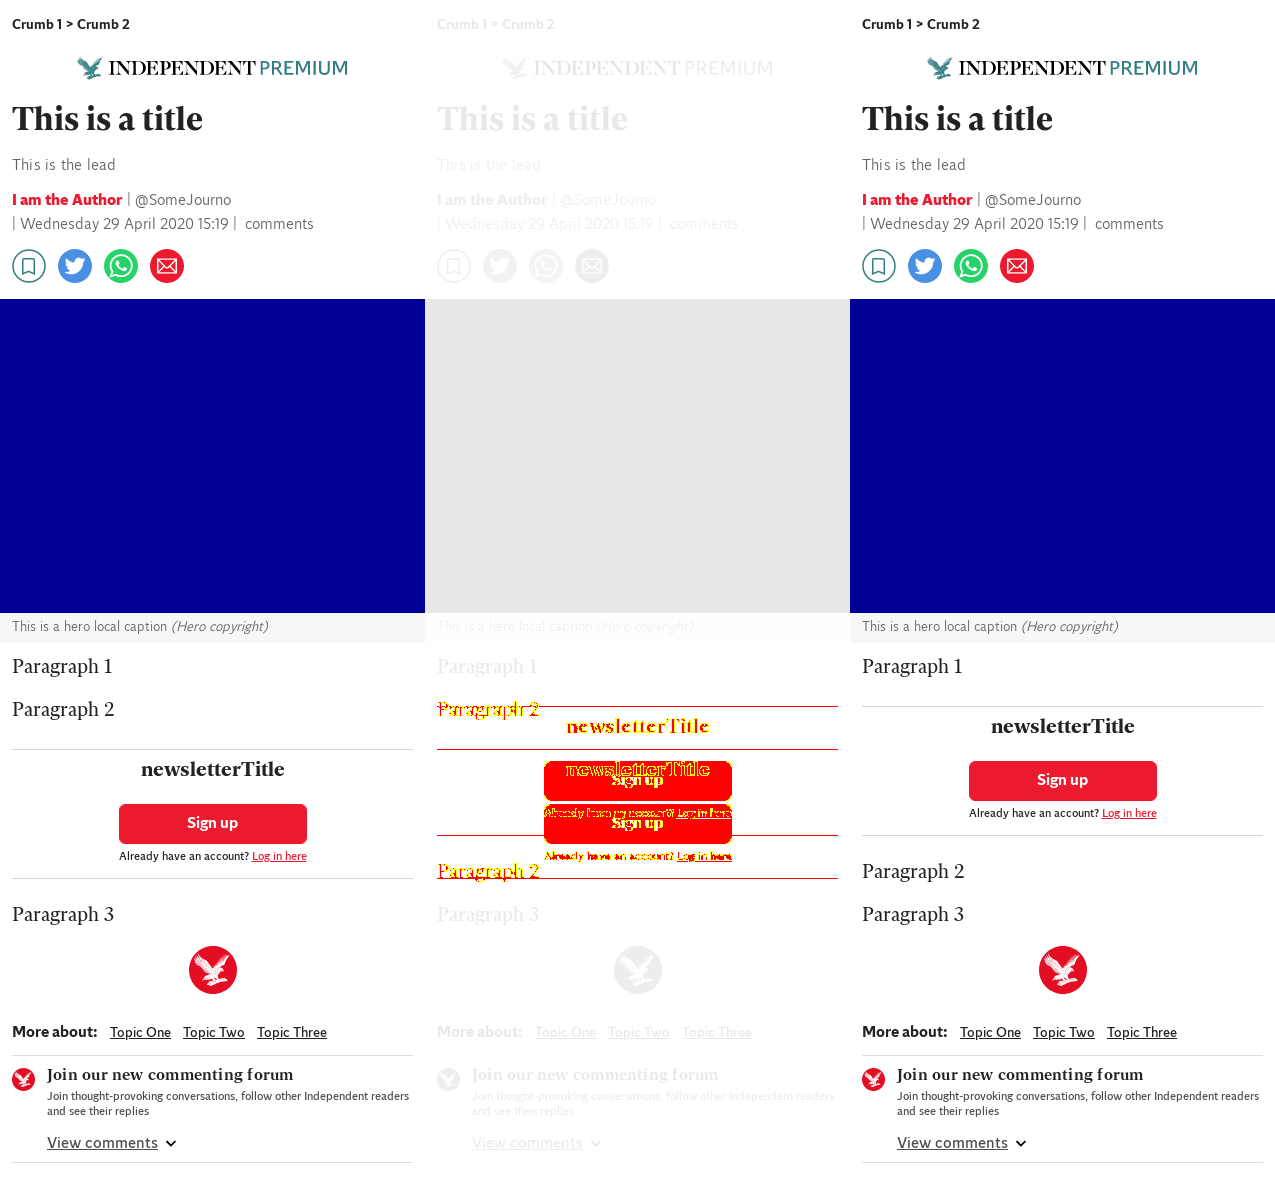 Crumb 1 > Crumb 2
INDEPENDENT PREMIUM
This is a title
This is the lead
I am the Author | @SomeJourno
| Wednesday 29 April 2020 15:19 | comments
This is a hero local caption (Hero copyright)
Paragraph 1
Paragraph 2
newsletterTitle
Sign up
Already have an account? Log in here
Paragraph 3
More about: Topic One Topic Two Topic Three
Join our new commenting forum
Join thought-provoking conversations, follow other Independent readers
and see their replies
View comments
Crumb 1 > Crumb 2
INDEPENDENT PREMIUM
This is a title
This is the lead
I am the Author | @SomeJourno
| Wednesday 29 April 2020 15:19 | comments
This is a hero local caption (Hero copyright)
Paragraph 1
Paragraph 2
newsletterTitle
newsletterTitle
Sign up
Already have an account? Log in here
Sign up
Already have an account? Log in here
Paragraph 2
Paragraph 3
More about: Topic One Topic Two Topic Three
Join our new commenting forum
Join thought-provoking conversations, follow other Independent readers
and see their replies
View comments
Crumb 1 > Crumb 2
INDEPENDENT PREMIUM
This is a title
This is the lead
I am the Author | @SomeJourno
| Wednesday 29 April 2020 15:19 | comments
This is a hero local caption (Hero copyright)
Paragraph 1
newsletterTitle
Sign up
Already have an account? Log in here
Paragraph 2
Paragraph 3
More about: Topic One Topic Two Topic Three
Join our new commenting forum
Join thought-provoking conversations, follow other Independent readers
and see their replies
View comments